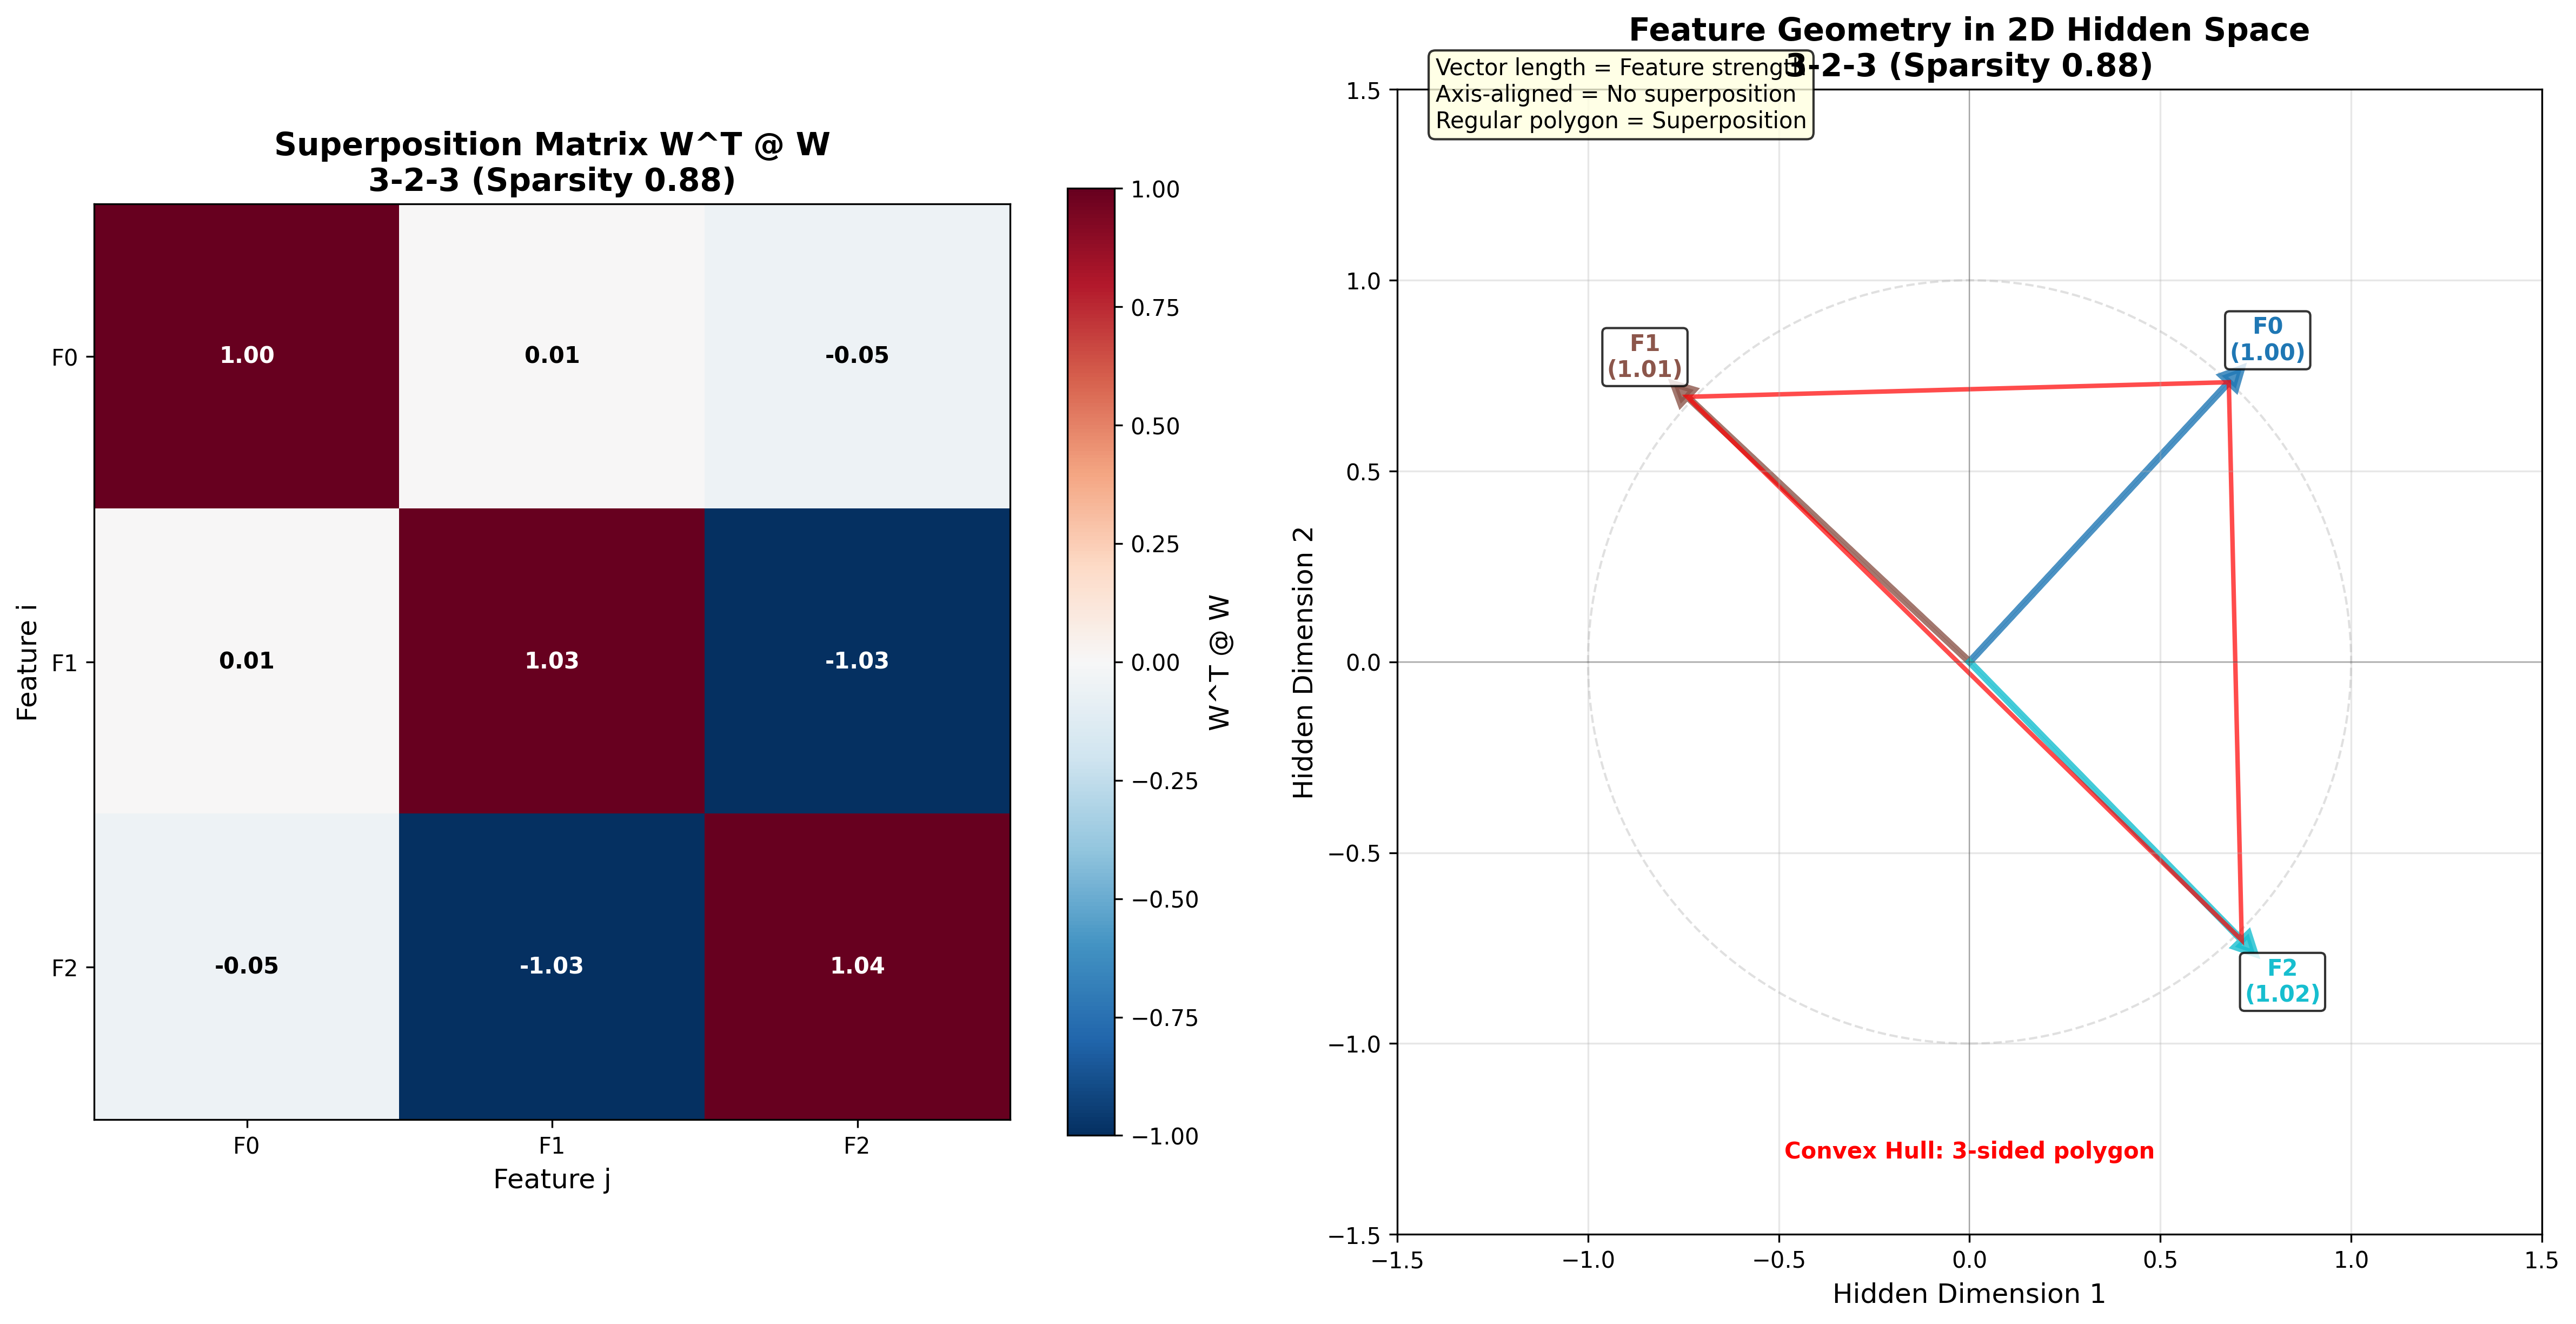 Superposition Matrix W^T @ W
3-2-3 (Sparsity 0.88)
Feature i
F0
F1
F2
1.00
0.01
-0.05
0.01
1.03
-1.03
-0.05
-1.03
1.04
F0
F1
F2
Feature j
1.00
0.75
0.50
0.25
0.00
−0.25
−0.50
−0.75
−1.00
W^T @ W
Feature Geometry in 2D Hidden Space
3-2-3 (Sparsity 0.88)
Vector length = Feature strength
Axis-aligned = No superposition
Regular polygon = Superposition
Hidden Dimension 2
1.5
1.0
0.5
0.0
−0.5
−1.0
−1.5
F1
(1.01)
F0
(1.00)
F2
(1.02)
Convex Hull: 3-sided polygon
−1.5
−1.0
−0.5
0.0
0.5
1.0
1.5
Hidden Dimension 1